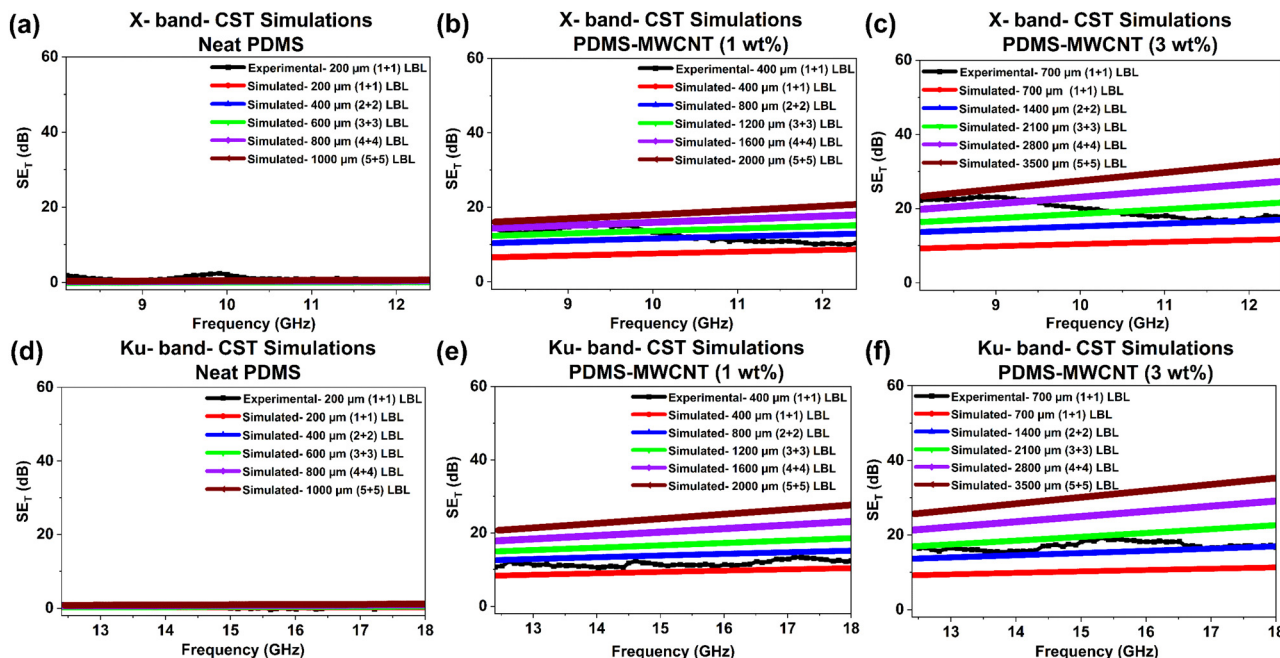 (a)
X- band- CST Simulations
Neat PDMS
60
40
20
0
SE_T (dB)
Experimental- 200 µm (1+1) LBL
Simulated- 200 µm (1+1) LBL
Simulated- 400 µm (2+2) LBL
Simulated- 600 µm (3+3) LBL
Simulated- 800 µm (4+4) LBL
Simulated- 1000 µm (5+5) LBL
9 10 11 12
Frequency (GHz)
(b)
X- band- CST Simulations
PDMS-MWCNT (1 wt%)
60
40
20
0
SE_T (dB)
Experimental- 400 µm (1+1) LBL
Simulated- 400 µm (1+1) LBL
Simulated- 800 µm (2+2) LBL
Simulated- 1200 µm (3+3) LBL
Simulated- 1600 µm (4+4) LBL
Simulated- 2000 µm (5+5) LBL
9 10 11 12
Frequency (GHz)
(c)
X- band- CST Simulations
PDMS-MWCNT (3 wt%)
60
40
20
0
SE_T (dB)
Experimental- 700 µm (1+1) LBL
Simulated- 700 µm (1+1) LBL
Simulated- 1400 µm (2+2) LBL
Simulated- 2100 µm (3+3) LBL
Simulated- 2800 µm (4+4) LBL
Simulated- 3500 µm (5+5) LBL
9 10 11 12
Frequency (GHz)
(d)
Ku- band- CST Simulations
Neat PDMS
60
40
20
0
SE_T (dB)
Experimental- 200 µm (1+1) LBL
Simulated- 200 µm (1+1) LBL
Simulated- 400 µm (2+2) LBL
Simulated- 600 µm (3+3) LBL
Simulated- 800 µm (4+4) LBL
Simulated- 1000 µm (5+5) LBL
13 14 15 16 17 18
Frequency (GHz)
(e)
Ku- band- CST Simulations
PDMS-MWCNT (1 wt%)
60
40
20
0
SE_T (dB)
Experimental- 400 µm (1+1) LBL
Simulated- 400 µm (1+1) LBL
Simulated- 800 µm (2+2) LBL
Simulated- 1200 µm (3+3) LBL
Simulated- 1600 µm (4+4) LBL
Simulated- 2000 µm (5+5) LBL
13 14 15 16 17 18
Frequency (GHz)
(f)
Ku- band- CST Simulations
PDMS-MWCNT (3 wt%)
60
40
20
0
SE_T (dB)
Experimental- 700 µm (1+1) LBL
Simulated- 700 µm (1+1) LBL
Simulated- 1400 µm (2+2) LBL
Simulated- 2100 µm (3+3) LBL
Simulated- 2800 µm (4+4) LBL
Simulated- 3500 µm (5+5) LBL
13 14 15 16 17 18
Frequency (GHz)